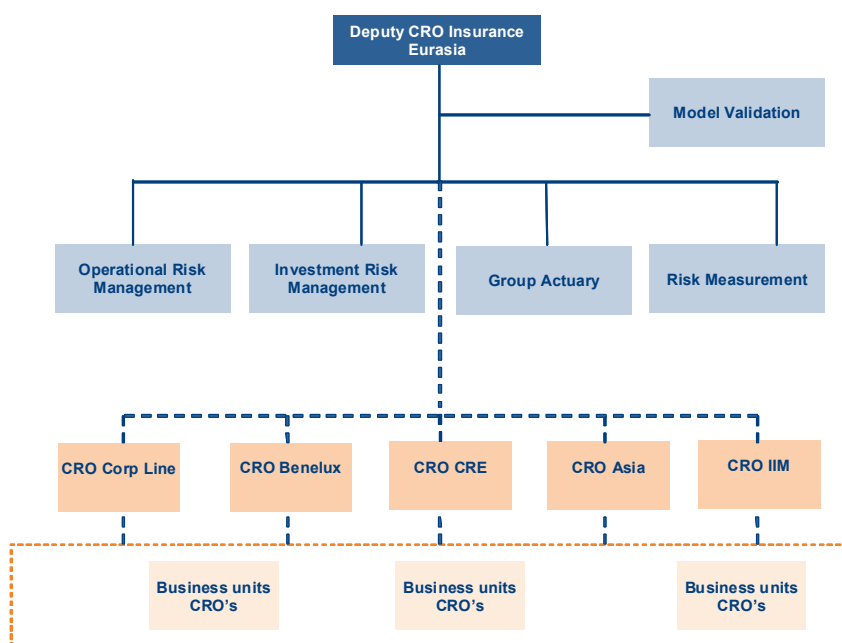 Deputy CRO Insurance
Eurasia
Model Validation
Operational Risk
Management
Investment Risk
Management
Group Actuary
Risk Measurement
CRO Corp Line
CRO Benelux
CRO CRE
CRO Asia
CRO IIM
Business units
CRO's
Business units
CRO's
Business units
CRO's